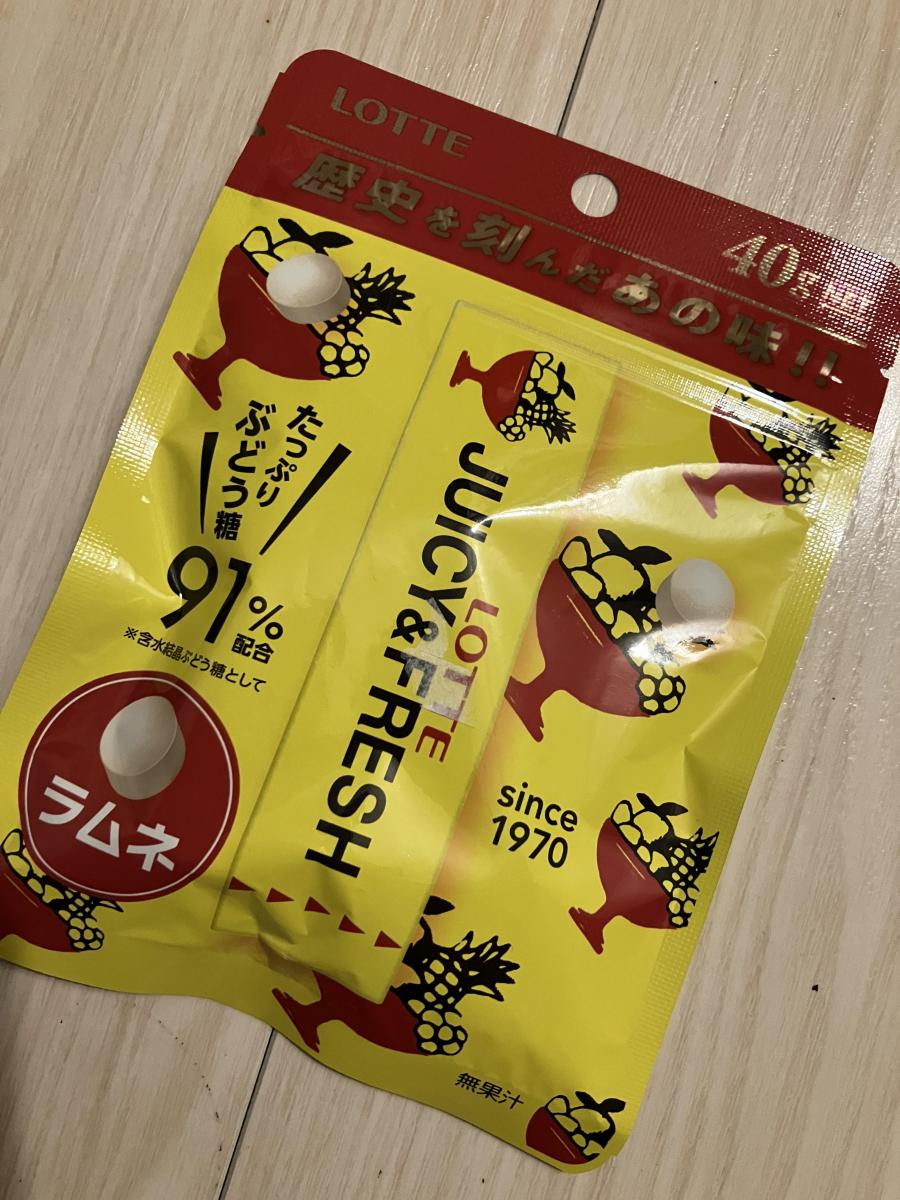 LOTTE
歴史を刻んだあの味!!
たっぷり
ぶどう糖
91%
配合
※含水結晶ぶどう糖として
ラムネ
LOTTE
JUICY&FRESH
since
1970
無果汁